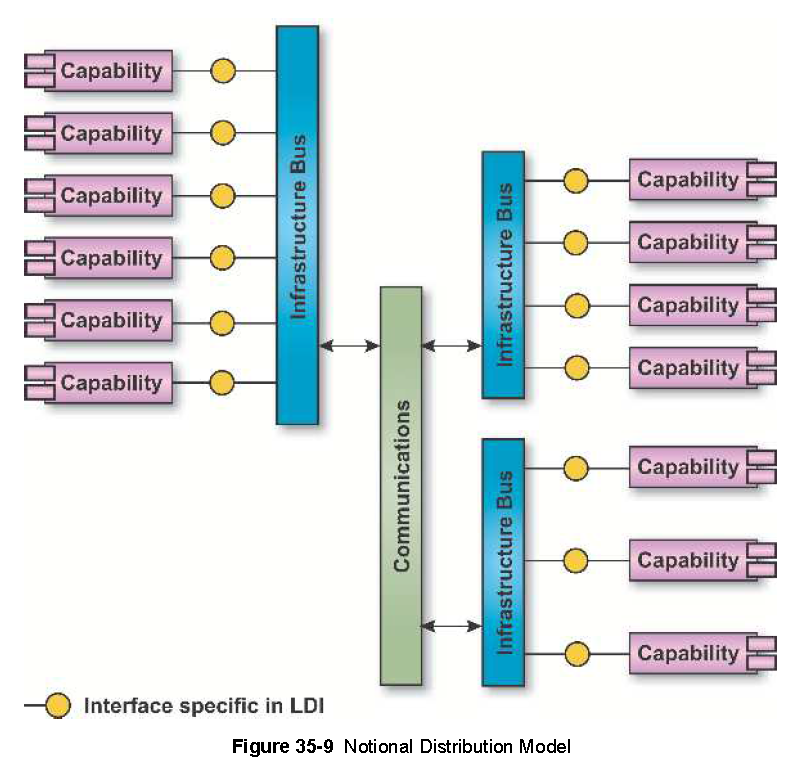 Capability
Capability
Capability
Capability
Capability
Capability
Infrastructure Bus
Communications
Infrastructure Bus
Capability
Capability
Capability
Capability
Infrastructure Bus
Capability
Capability
Capability
Interface specific in LDI
Figure 35-9 Notional Distribution Model